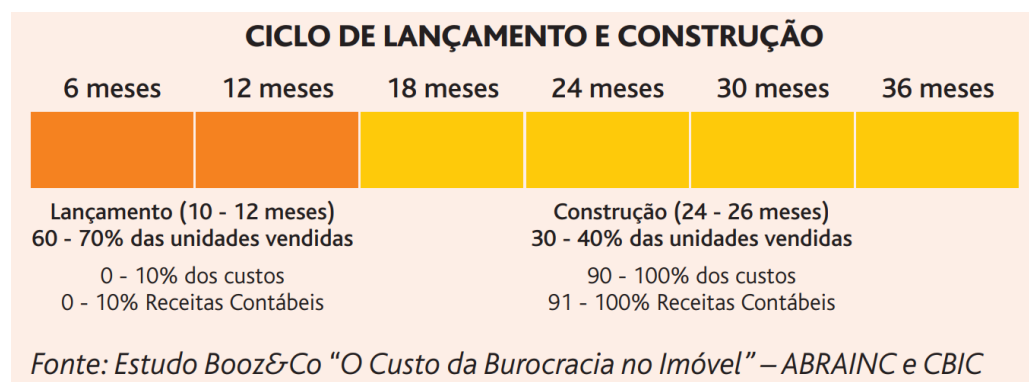 CICLO DE LANÇAMENTO E CONSTRUÇÃO
6 meses 12 meses 18 meses 24 meses 30 meses 36 meses
Lançamento (10 - 12 meses)
60 - 70% das unidades vendidas
0 - 10% dos custos
0 - 10% Receitas Contábeis
Construção (24 - 26 meses)
30 - 40% das unidades vendidas
90 - 100% dos custos
91 - 100% Receitas Contábeis
Fonte: Estudo Booz&Co “O Custo da Burocracia no Imóvel” – ABRAINC e CBIC